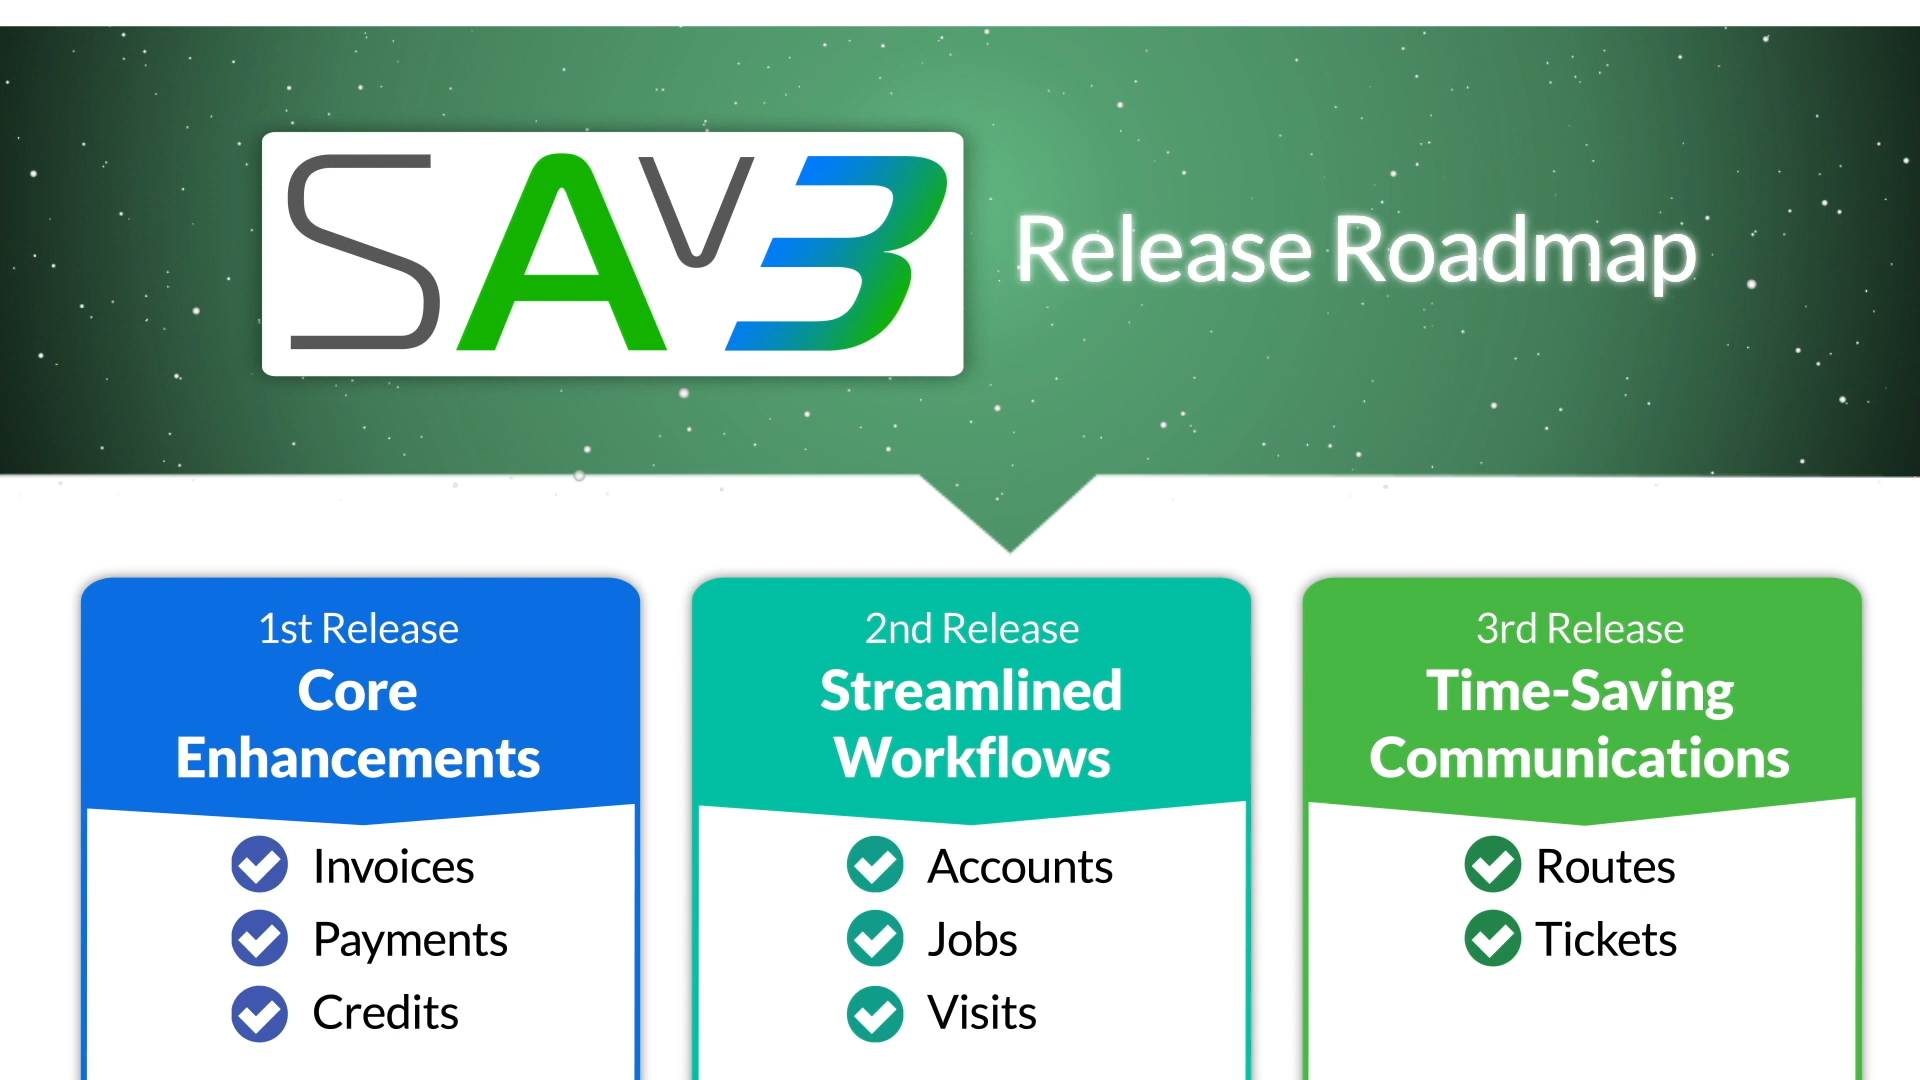 SAV3
Release Roadmap
1st Release
Core
Enhancements
Invoices
Payments
Credits
2nd Release
Streamlined
Workflows
Accounts
Jobs
Visits
3rd Release
Time-Saving
Communications
Routes
Tickets